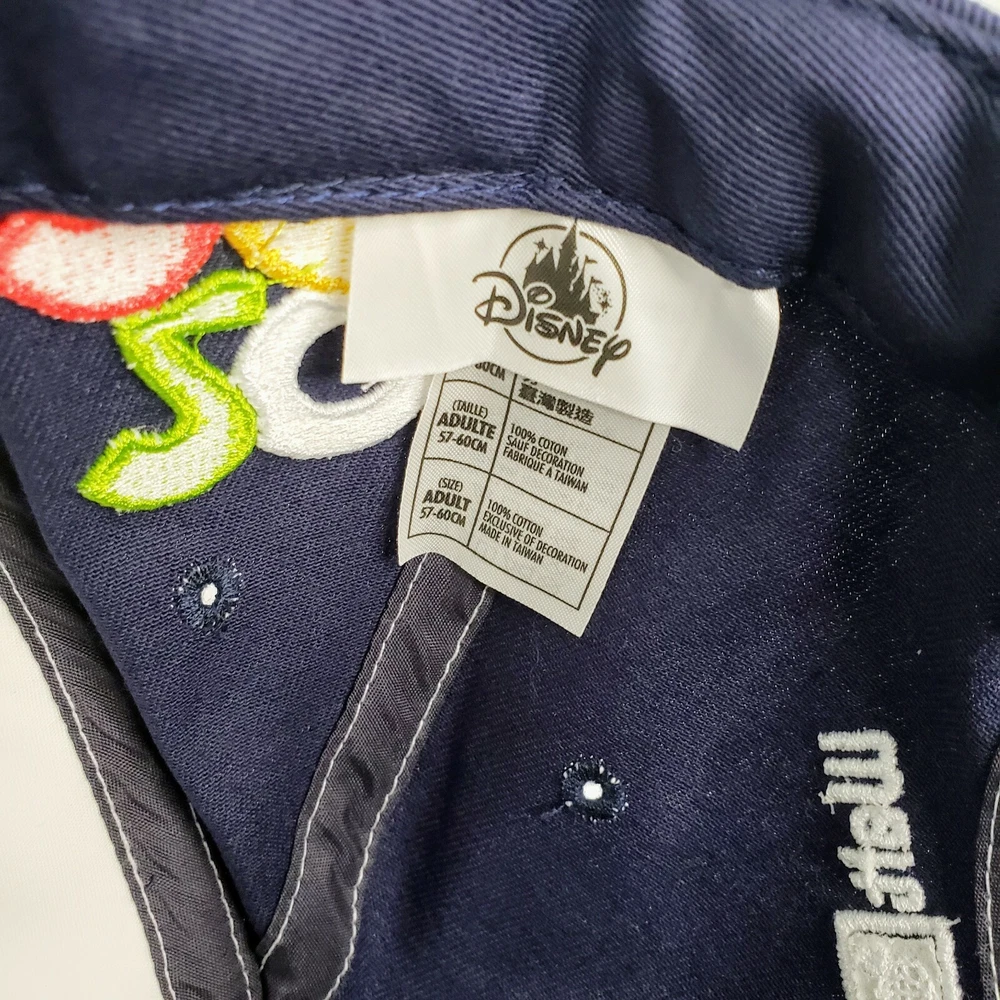 DISNEY
60CM
臺灣製造
(TAILLE)
ADULTE
57-60CM
100% COTON
SAUF DECORATION
FABRIQUE A TAIWAN
(SIZE)
ADULT
57-60CM
100% COTTON
EXCLUSIVE OF DECORATION
MADE IN TAIWAN